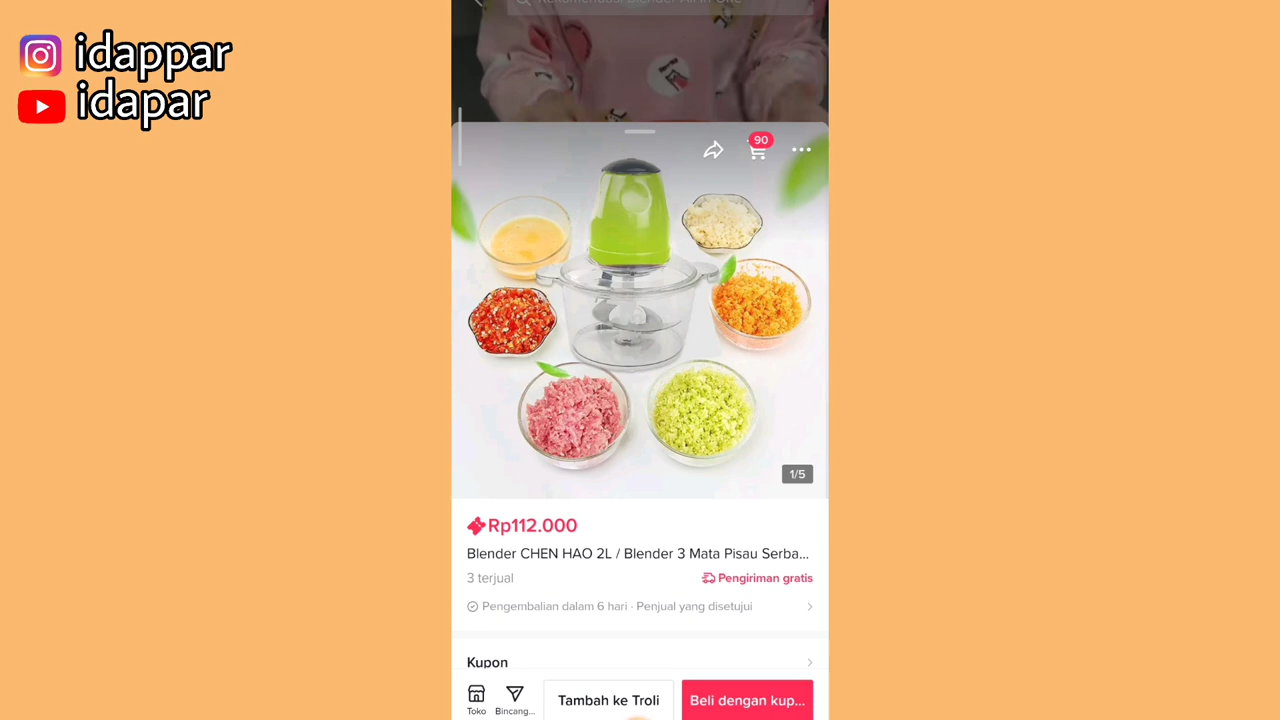 idappar
idapar
90
1/5
Rp112.000
Blender CHEN HAO 2L / Blender 3 Mata Pisau Serba...
3 terjual
Pengiriman gratis
Pengembalian dalam 6 hari · Penjual yang disetujui
Kupon
Toko
Bincang...
Tambah ke Troli
Beli dengan kup...